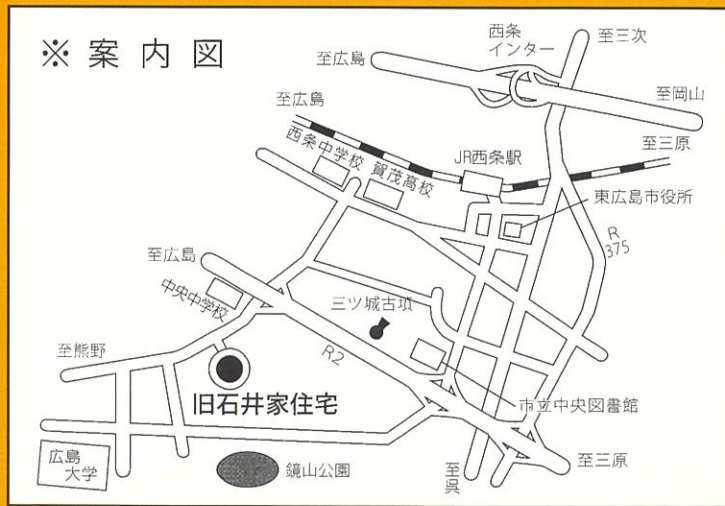 ※ 案 内 図
西条
インター
至三次
至広島
至岡山
至広島
至三原
西条中学校
賀茂高校
JR西条駅
東広島市役所
R
375
至広島
中央中学校
三ツ城古墳
R2
至熊野
旧石井家住宅
市立中央図書館
広島
大学
鏡山公園
至呉
至三原